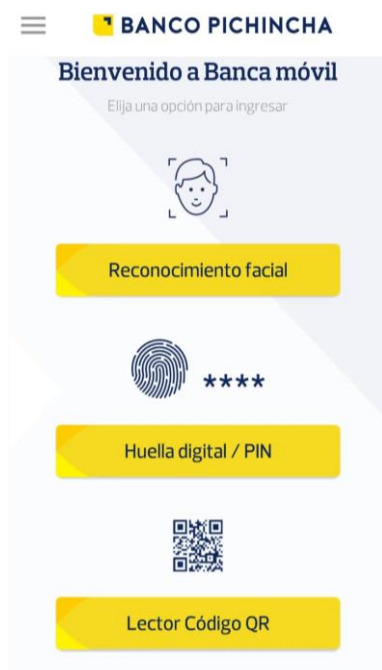 BANCO PICHINCHA
Bienvenido a Banca móvil
Elija una opción para ingresar
Reconocimiento facial
****
Huella digital / PIN
Lector Código QR